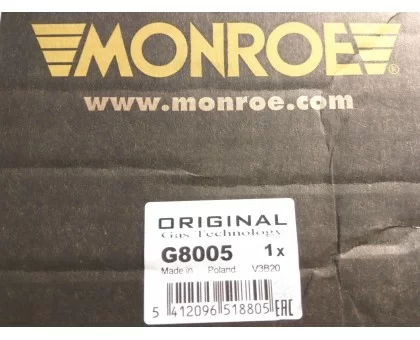 MONROE®
www.monroe.com
ORIGINAL
Gas Technology
G8005 1x
Made in Poland V3B20
5 412096 518805 EAC